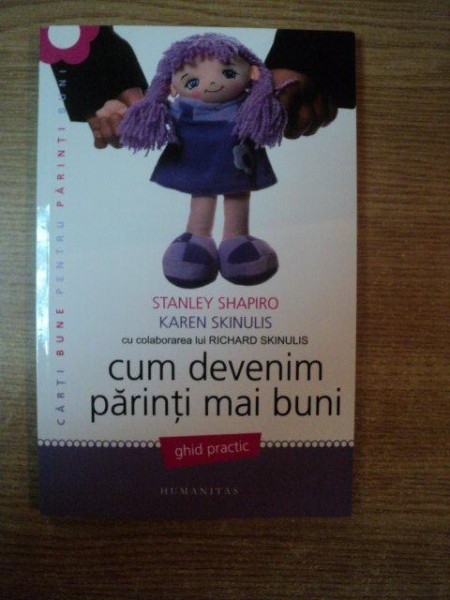 CĂRȚI BUNE PENTRU PĂRINȚI BUNI
STANLEY SHAPIRO
KAREN SKINULIS
cu colaborarea lui RICHARD SKINULIS
cum devenim
părinți mai buni
ghid practic
HUMANITAS